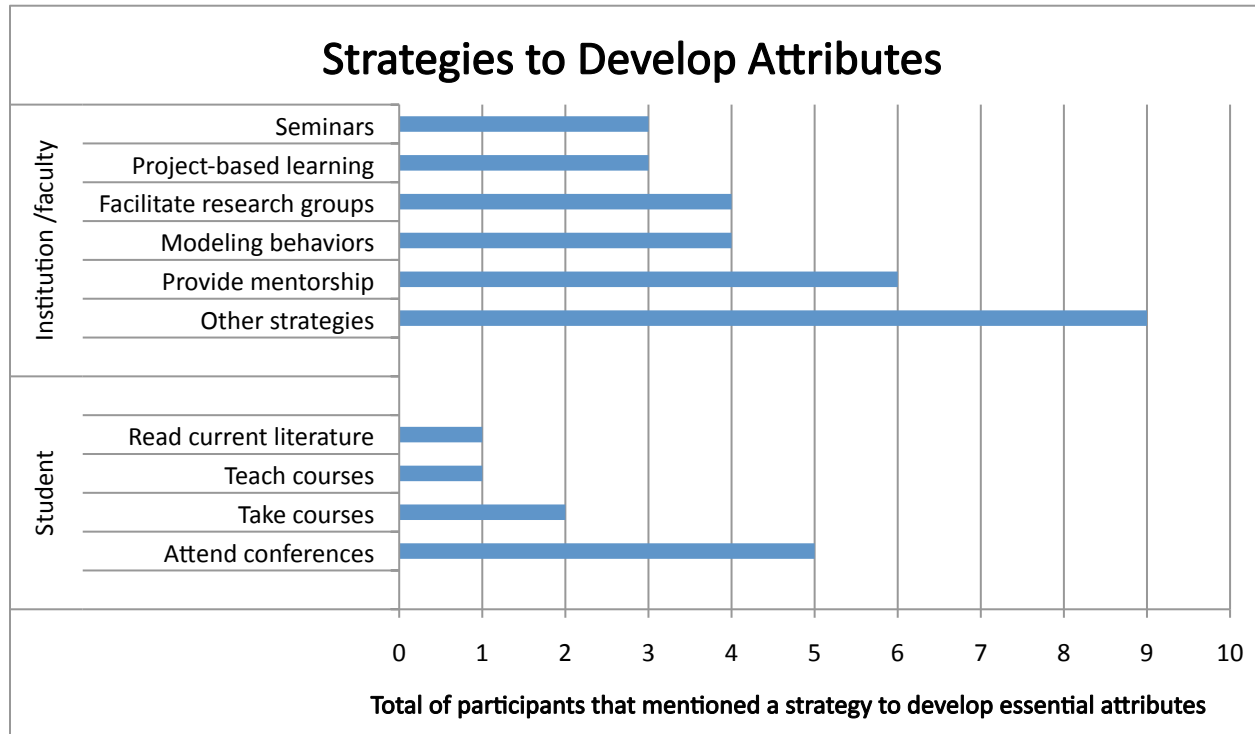 Strategies to Develop Attributes
Institution /faculty
Seminars
Project-based learning
Facilitate research groups
Modeling behaviors
Provide mentorship
Other strategies
Student
Read current literature
Teach courses
Take courses
Attend conferences
0 1 2 3 4 5 6 7 8 9 10
Total of participants that mentioned a strategy to develop essential attributes